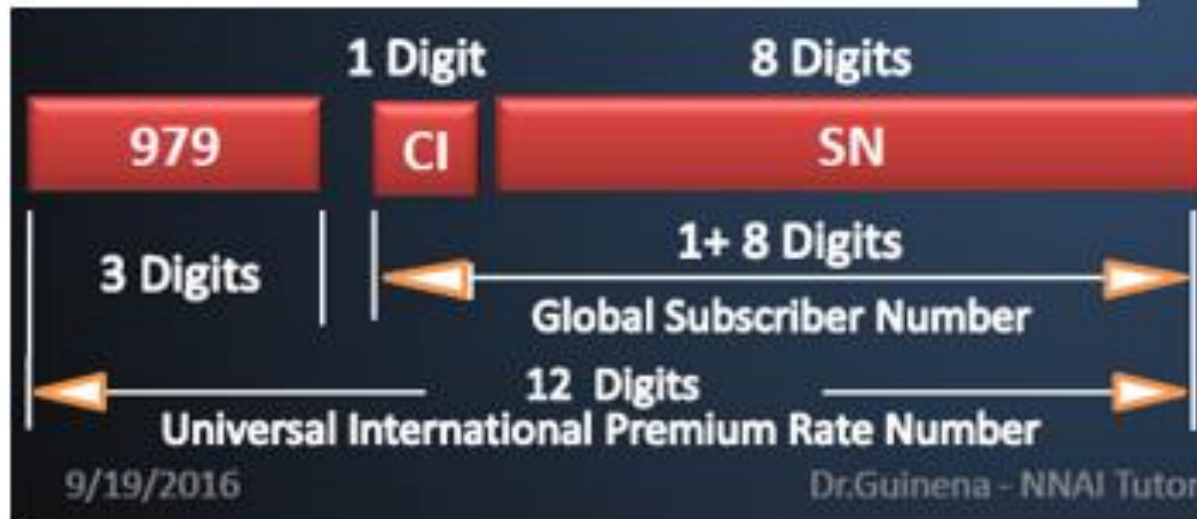 1 Digit 8 Digits
979 CI SN
1+ 8 Digits
3 Digits
Global Subscriber Number
12 Digits
Universal International Premium Rate Number
9/19/2016 Dr.Guinena - NNAI Tutor